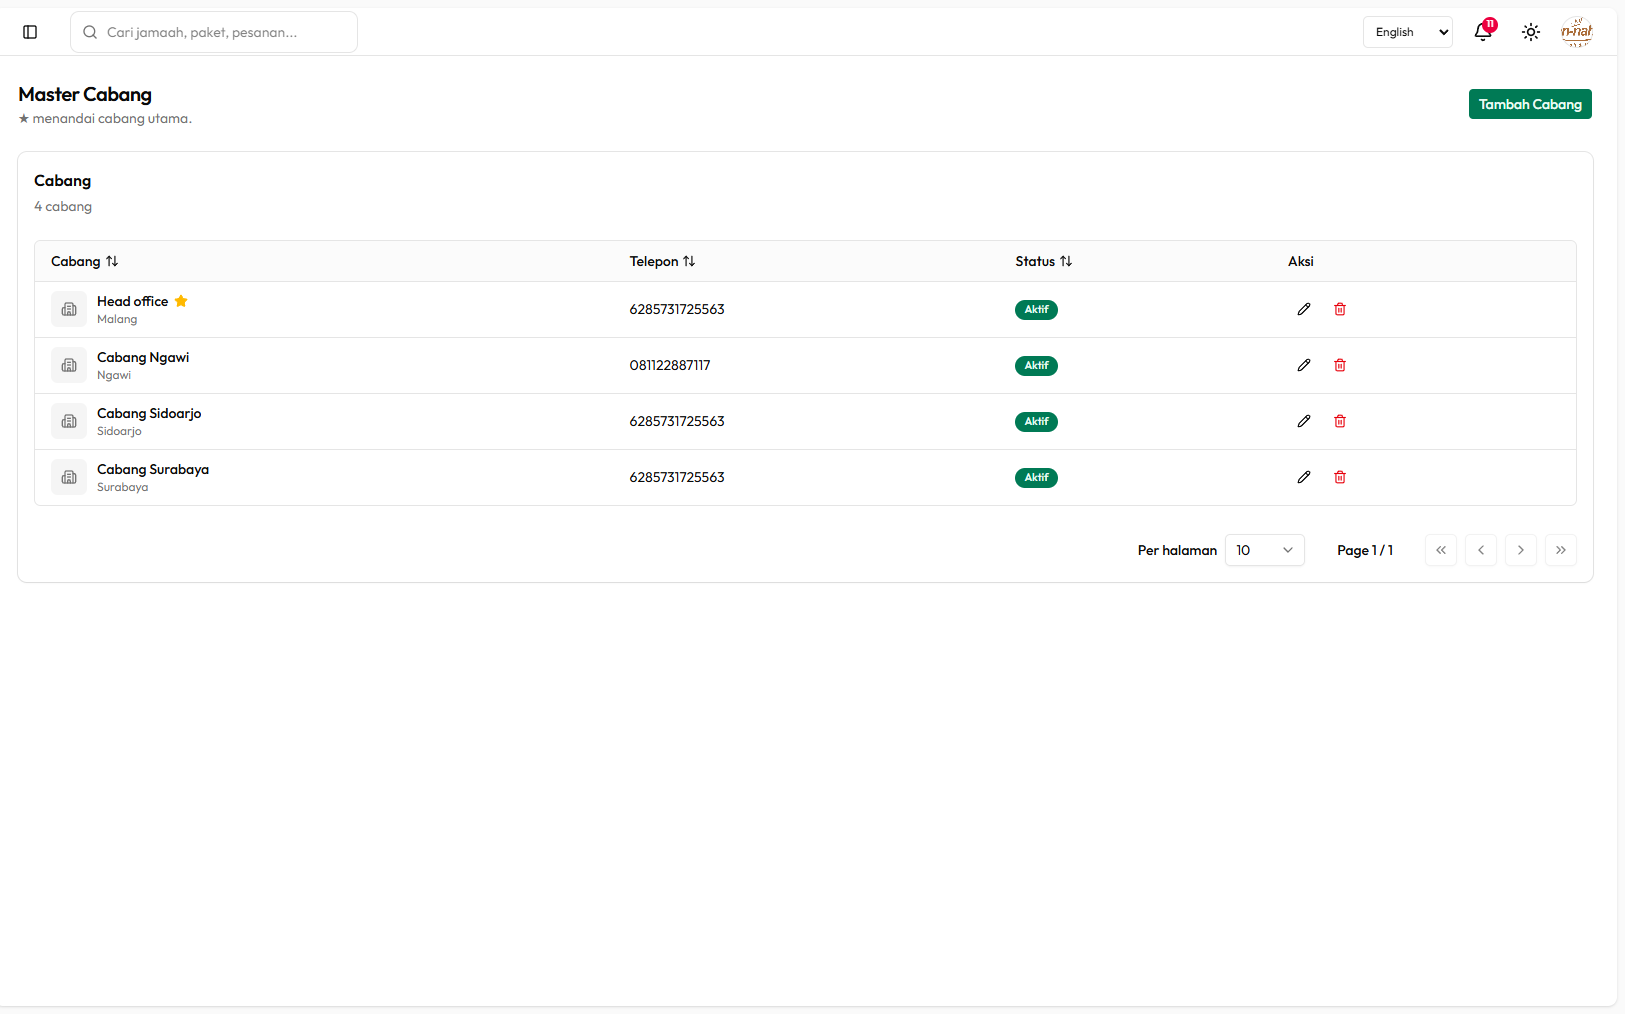 Cari jamaah, paket, pesanan...
English
11
Master Cabang
★ menandai cabang utama.
Tambah Cabang
Cabang
4 cabang
Cabang Telepon Status Aksi
Head office
Malang
6285731725563
Aktif
Cabang Ngawi
Ngawi
081122887117
Aktif
Cabang Sidoarjo
Sidoarjo
6285731725563
Aktif
Cabang Surabaya
Surabaya
6285731725563
Aktif
Per halaman 10 Page 1 / 1